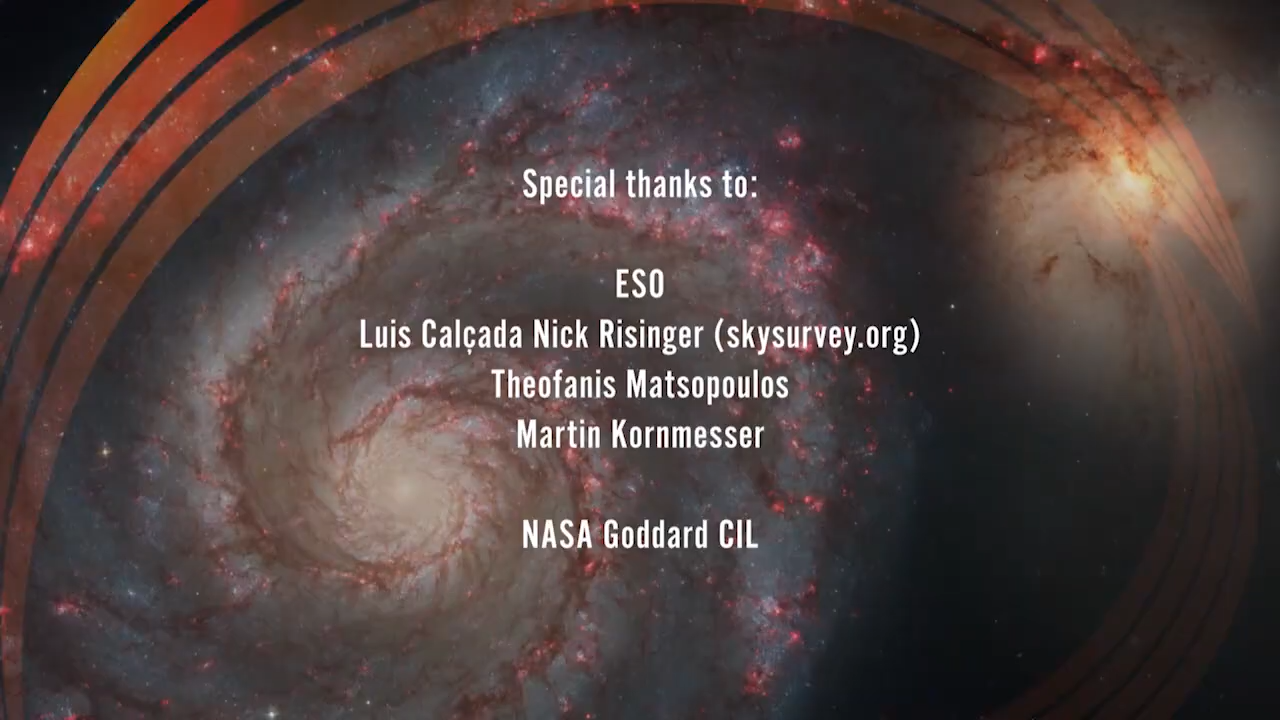 Special thanks to:
ESO
Luis Calçada Nick Risinger (skysurvey.org)
Theofanis Matsopoulos
Martin Kornmesser
NASA Goddard CIL